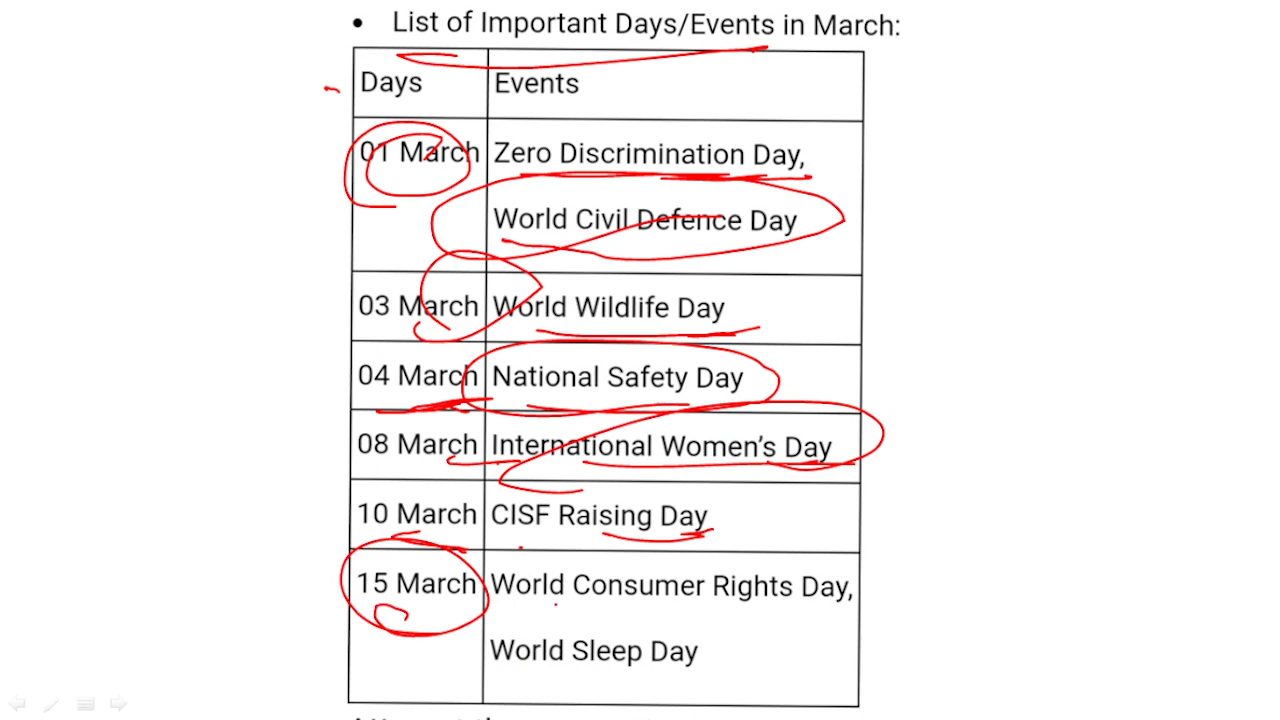 • List of Important Days/Events in March:
Days Events
01 March Zero Discrimination Day,
World Civil Defence Day
03 March World Wildlife Day
04 March National Safety Day
08 March International Women's Day
10 March CISF Raising Day
15 March World Consumer Rights Day,
World Sleep Day